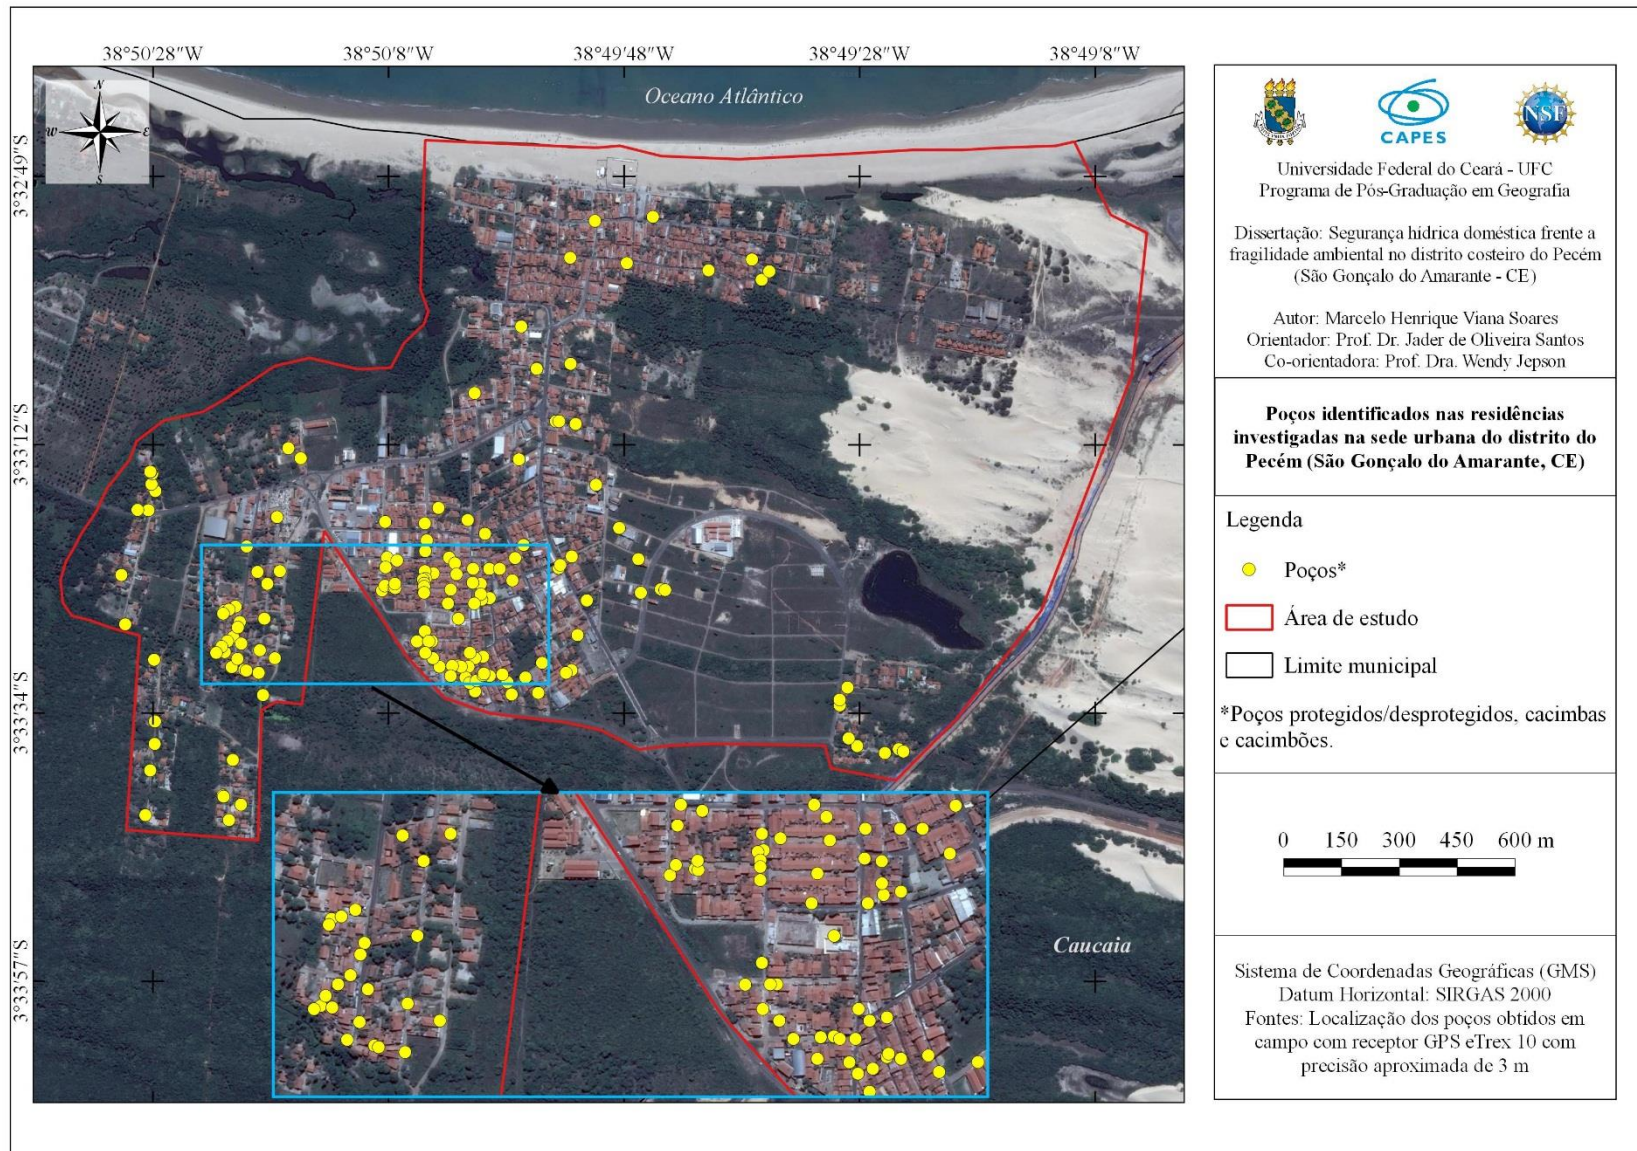 38°50'28"W
38°50'8"W
38°49'48"W
38°49'28"W
38°49'8"W
3°32'49"S
3°33'12"S
3°33'34"S
3°33'57"S
N
W
E
S
Oceano Atlântico
Caucaia
CAPES
NSF
Universidade Federal do Ceará - UFC
Programa de Pós-Graduação em Geografia
Dissertação: Segurança hídrica doméstica frente a
fragilidade ambiental no distrito costeiro do Pecém
(São Gonçalo do Amarante - CE)
Autor: Marcelo Henrique Viana Soares
Orientador: Prof. Dr. Jader de Oliveira Santos
Co-orientadora: Prof. Dra. Wendy Jepson
Poços identificados nas residências
investigadas na sede urbana do distrito do
Pecém (São Gonçalo do Amarante, CE)
Legenda
Poços*
Área de estudo
Limite municipal
*Poços protegidos/desprotegidos, cacimbas
e cacimbões.
0 150 300 450 600 m
Sistema de Coordenadas Geográficas (GMS)
Datum Horizontal: SIRGAS 2000
Fontes: Localização dos poços obtidos em
campo com receptor GPS eTrex 10 com
precisão aproximada de 3 m